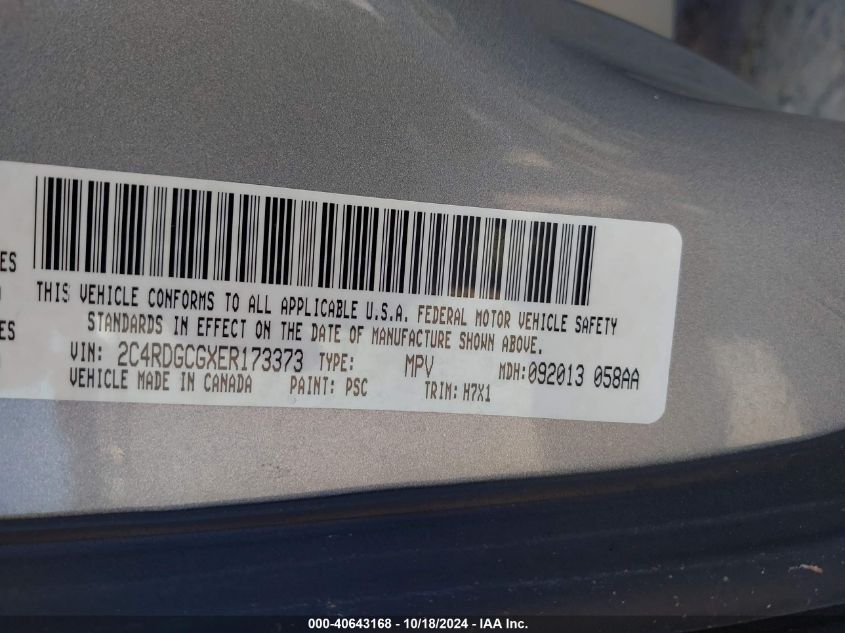 ES
THIS VEHICLE CONFORMS TO ALL APPLICABLE U.S.A. FEDERAL MOTOR VEHICLE SAFETY
STANDARDS IN EFFECT ON THE DATE OF MANUFACTURE SHOWN ABOVE.
ES
VIN: 2C4RDGCGXER173373 TYPE: MPV MDH:092013 058AA
VEHICLE MADE IN CANADA PAINT: PSC TRIM: H7X1
000-40643168 - 10/18/2024 - IAA Inc.